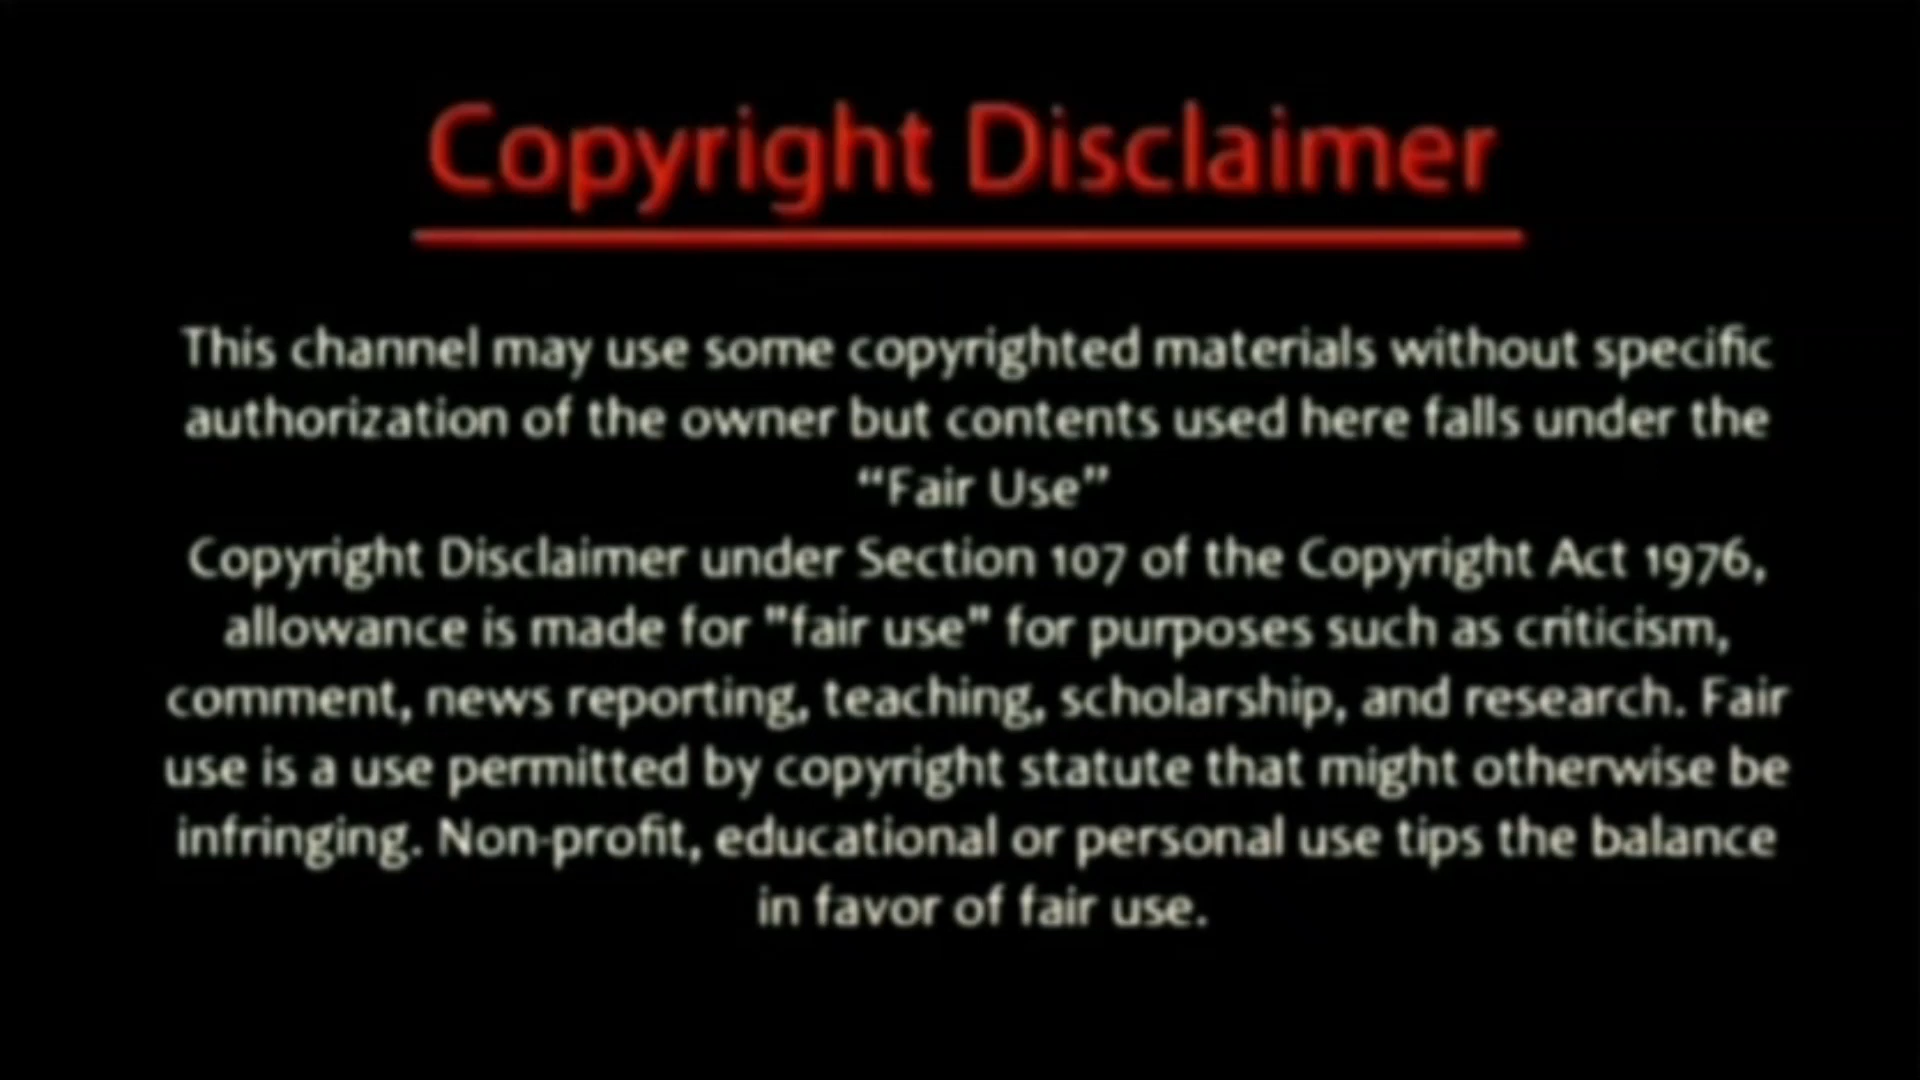 Copyright Disclaimer
This channel may use some copyrighted materials without specific
authorization of the owner but contents used here falls under the
“Fair Use”
Copyright Disclaimer under Section 107 of the Copyright Act 1976,
allowance is made for "fair use" for purposes such as criticism,
comment, news reporting, teaching, scholarship, and research. Fair
use is a use permitted by copyright statute that might otherwise be
infringing. Non-profit, educational or personal use tips the balance
in favor of fair use.